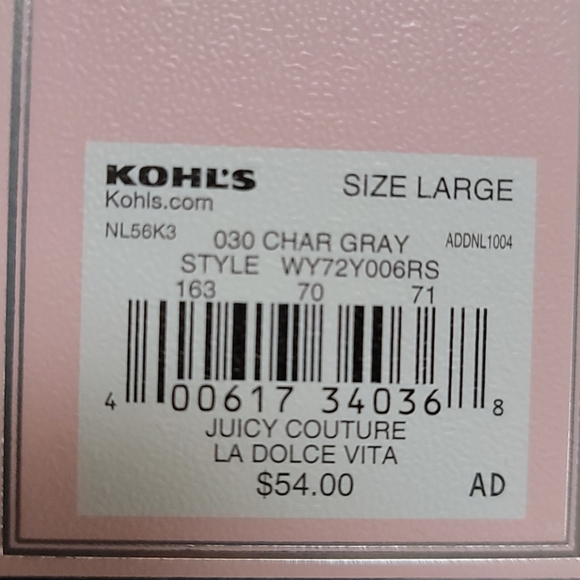 KOHL'S SIZE LARGE
Kohls.com
NL56K3 030 CHAR GRAY ADDNL1004
STYLE WY72Y006RS
163 70 71
4 00617 34036 8
JUICY COUTURE
LA DOLCE VITA
$54.00 AD